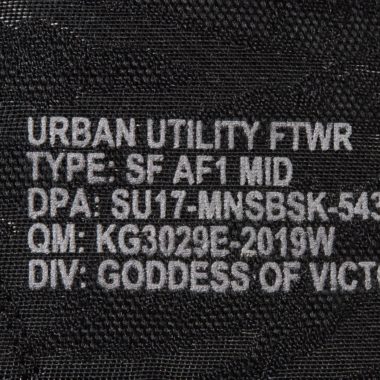 URBAN UTILITY FTWR
TYPE: SF AF1 MID
DPA: SU17-MNSBSK-543
QM: KG3029E-2019W
DIV: GODDESS OF VICTO